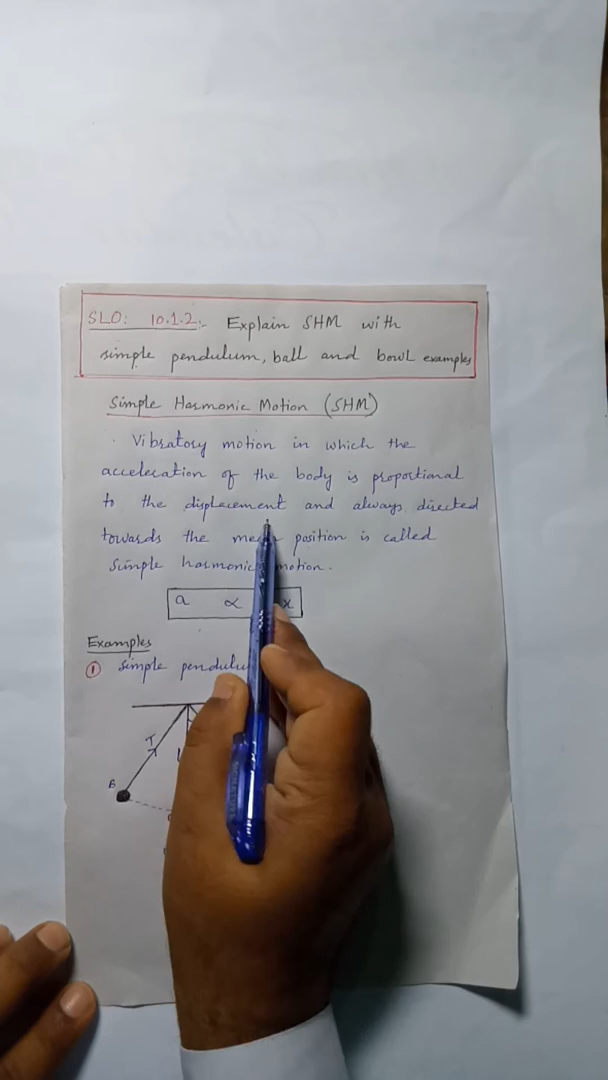 SLO: 10.1.2:- Explain SHM with
simple pendulum, ball and bowl examples
Simple Harmonic Motion (SHM)
Vibratory motion in which the
acceleration of the body is proportional
to the displacement and always directed
towards the position is called
simple harmonic motion.
a ∝ x
Examples
① simple
T
B